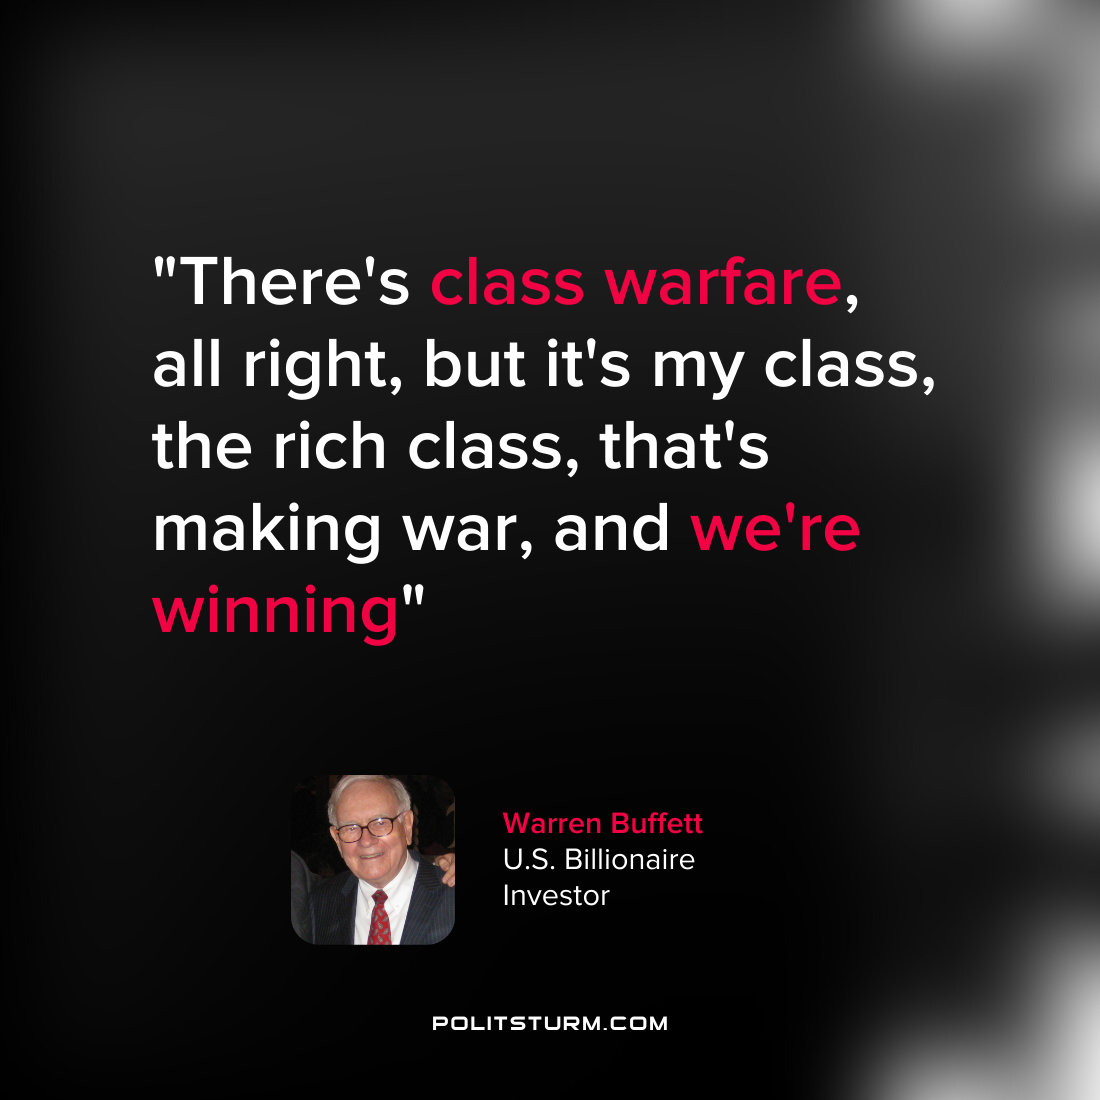 "There's class warfare,
all right, but it's my class,
the rich class, that's
making war, and we're
winning"
Warren Buffett
U.S. Billionaire
Investor
POLITSTURM.COM